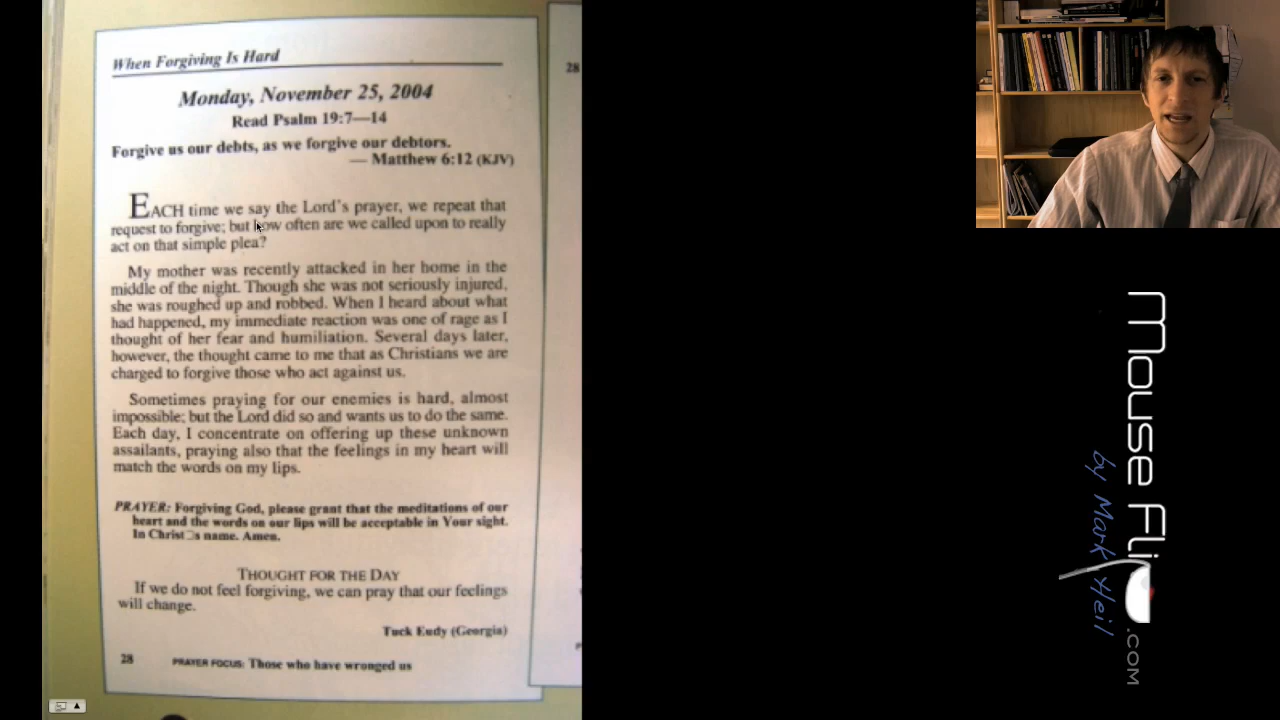 When Forgiving Is Hard
Monday, November 25, 2004
Read Psalm 19:7—14
Forgive us our debts, as we forgive our debtors.
— Matthew 6:12 (KJV)
EACH time we say the Lord's prayer, we repeat that
request to forgive; but how often are we called upon to really
act on that simple plea?
My mother was recently attacked in her home in the
middle of the night. Though she was not seriously injured,
she was roughed up and robbed. When I heard about what
had happened, my immediate reaction was one of rage as I
thought of her fear and humiliation. Several days later,
however, the thought came to me that as Christians we are
charged to forgive those who act against us.
Sometimes praying for our enemies is hard, almost
impossible; but the Lord did so and wants us to do the same.
Each day, I concentrate on offering up these unknown
assailants, praying also that the feelings in my heart will
match the words on my lips.
PRAYER: Forgiving God, please grant that the meditations of our
heart and the words on our lips will be acceptable in Your sight.
In Christ□s name. Amen.
THOUGHT FOR THE DAY
If we do not feel forgiving, we can pray that our feelings
will change.
Tuck Eudy (Georgia)
28 PRAYER FOCUS: Those who have wronged us
28
Mouse Flip.com
by Mark Heil